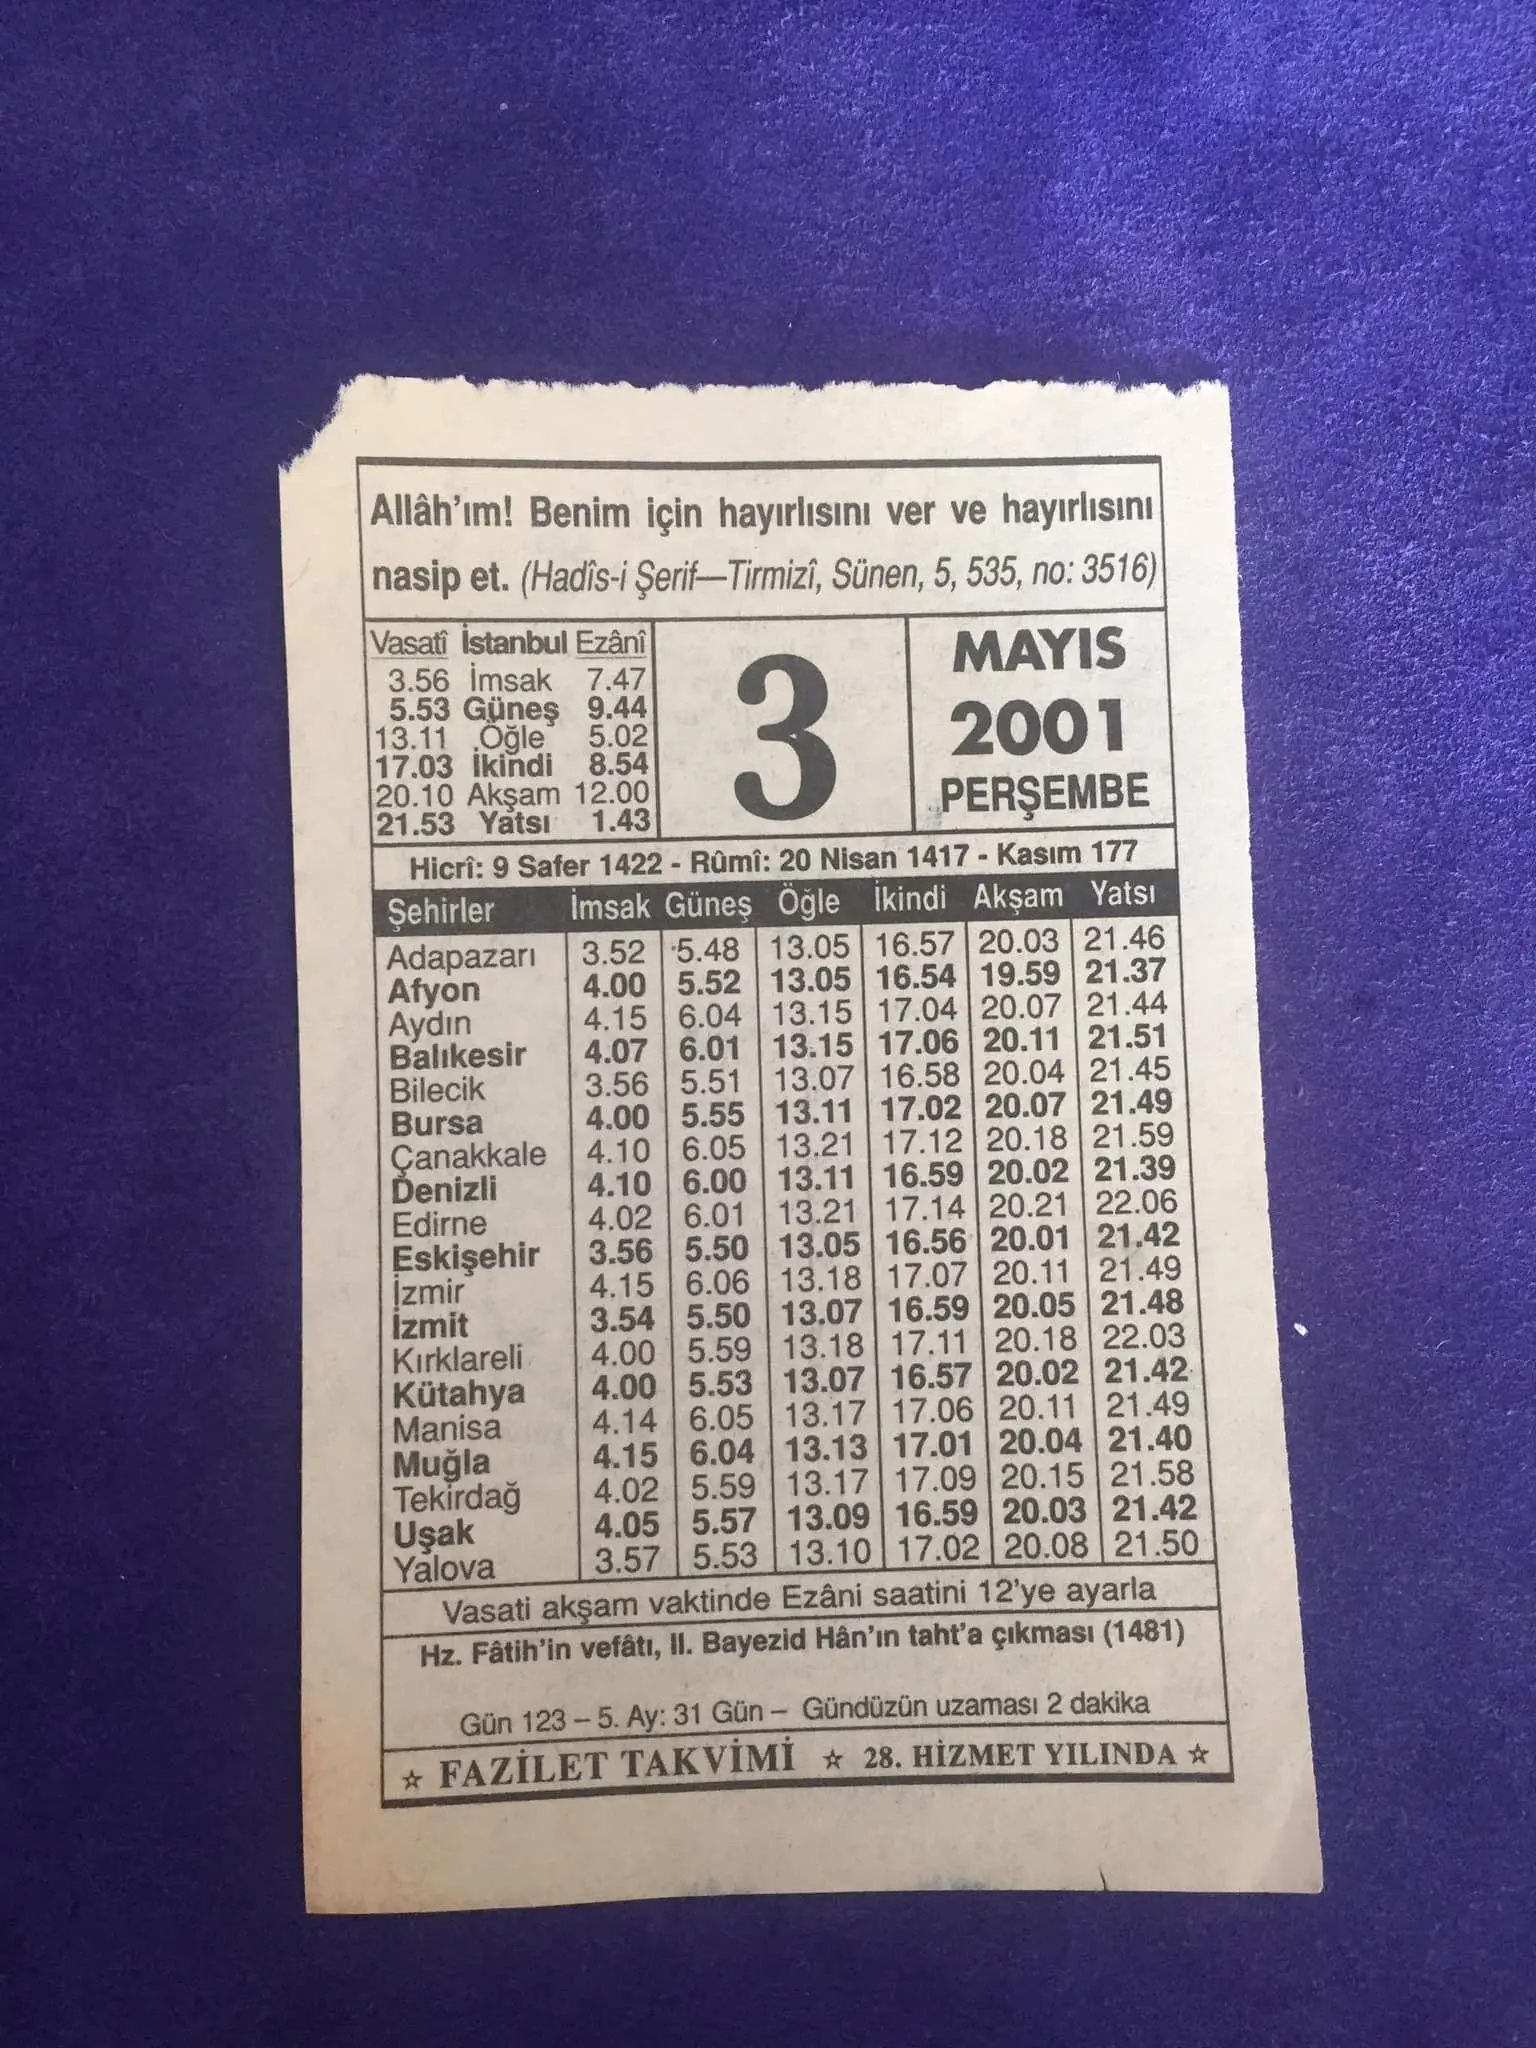 Allâh'ım! Benim için hayırlısını ver ve hayırlısını
nasip et. (Hadîs-i Şerif—Tirmizî, Sünen, 5, 535, no: 3516)
Vasatî İstanbul Ezânî
3.56 İmsak 7.47
5.53 Güneş 9.44
13.11 Öğle 5.02
17.03 İkindi 8.54
20.10 Akşam 12.00
21.53 Yatsı 1.43
3
MAYIS
2001
PERŞEMBE
Hicrî: 9 Safer 1422 - Rûmî: 20 Nisan 1417 - Kasım 177
Şehirler İmsak Güneş Öğle İkindi Akşam Yatsı
Adapazarı 3.52 5.48 13.05 16.57 20.03 21.46
Afyon 4.00 5.52 13.05 16.54 19.59 21.37
Aydın 4.15 6.04 13.15 17.04 20.07 21.44
Balıkesir 4.07 6.01 13.15 17.06 20.11 21.51
Bilecik 3.56 5.51 13.07 16.58 20.04 21.45
Bursa 4.00 5.55 13.11 17.02 20.07 21.49
Çanakkale 4.10 6.05 13.21 17.12 20.18 21.59
Denizli 4.10 6.00 13.11 16.59 20.02 21.39
Edirne 4.02 6.01 13.21 17.14 20.21 22.06
Eskişehir 3.56 5.50 13.05 16.56 20.01 21.42
İzmir 4.15 6.06 13.18 17.07 20.11 21.49
İzmit 3.54 5.50 13.07 16.59 20.05 21.48
Kırklareli 4.00 5.59 13.18 17.11 20.18 22.03
Kütahya 4.00 5.53 13.07 16.57 20.02 21.42
Manisa 4.14 6.05 13.17 17.06 20.11 21.49
Muğla 4.15 6.04 13.13 17.01 20.04 21.40
Tekirdağ 4.02 5.59 13.17 17.09 20.15 21.58
Uşak 4.05 5.57 13.09 16.59 20.03 21.42
Yalova 3.57 5.53 13.10 17.02 20.08 21.50
Vasati akşam vaktinde Ezâni saatini 12'ye ayarla
Hz. Fâtih'in vefâtı, II. Bayezid Hân'ın taht'a çıkması (1481)
Gün 123 – 5. Ay: 31 Gün – Gündüzün uzaması 2 dakika
☆ FAZİLET TAKVİMİ ☆ 28. HİZMET YILINDA ☆